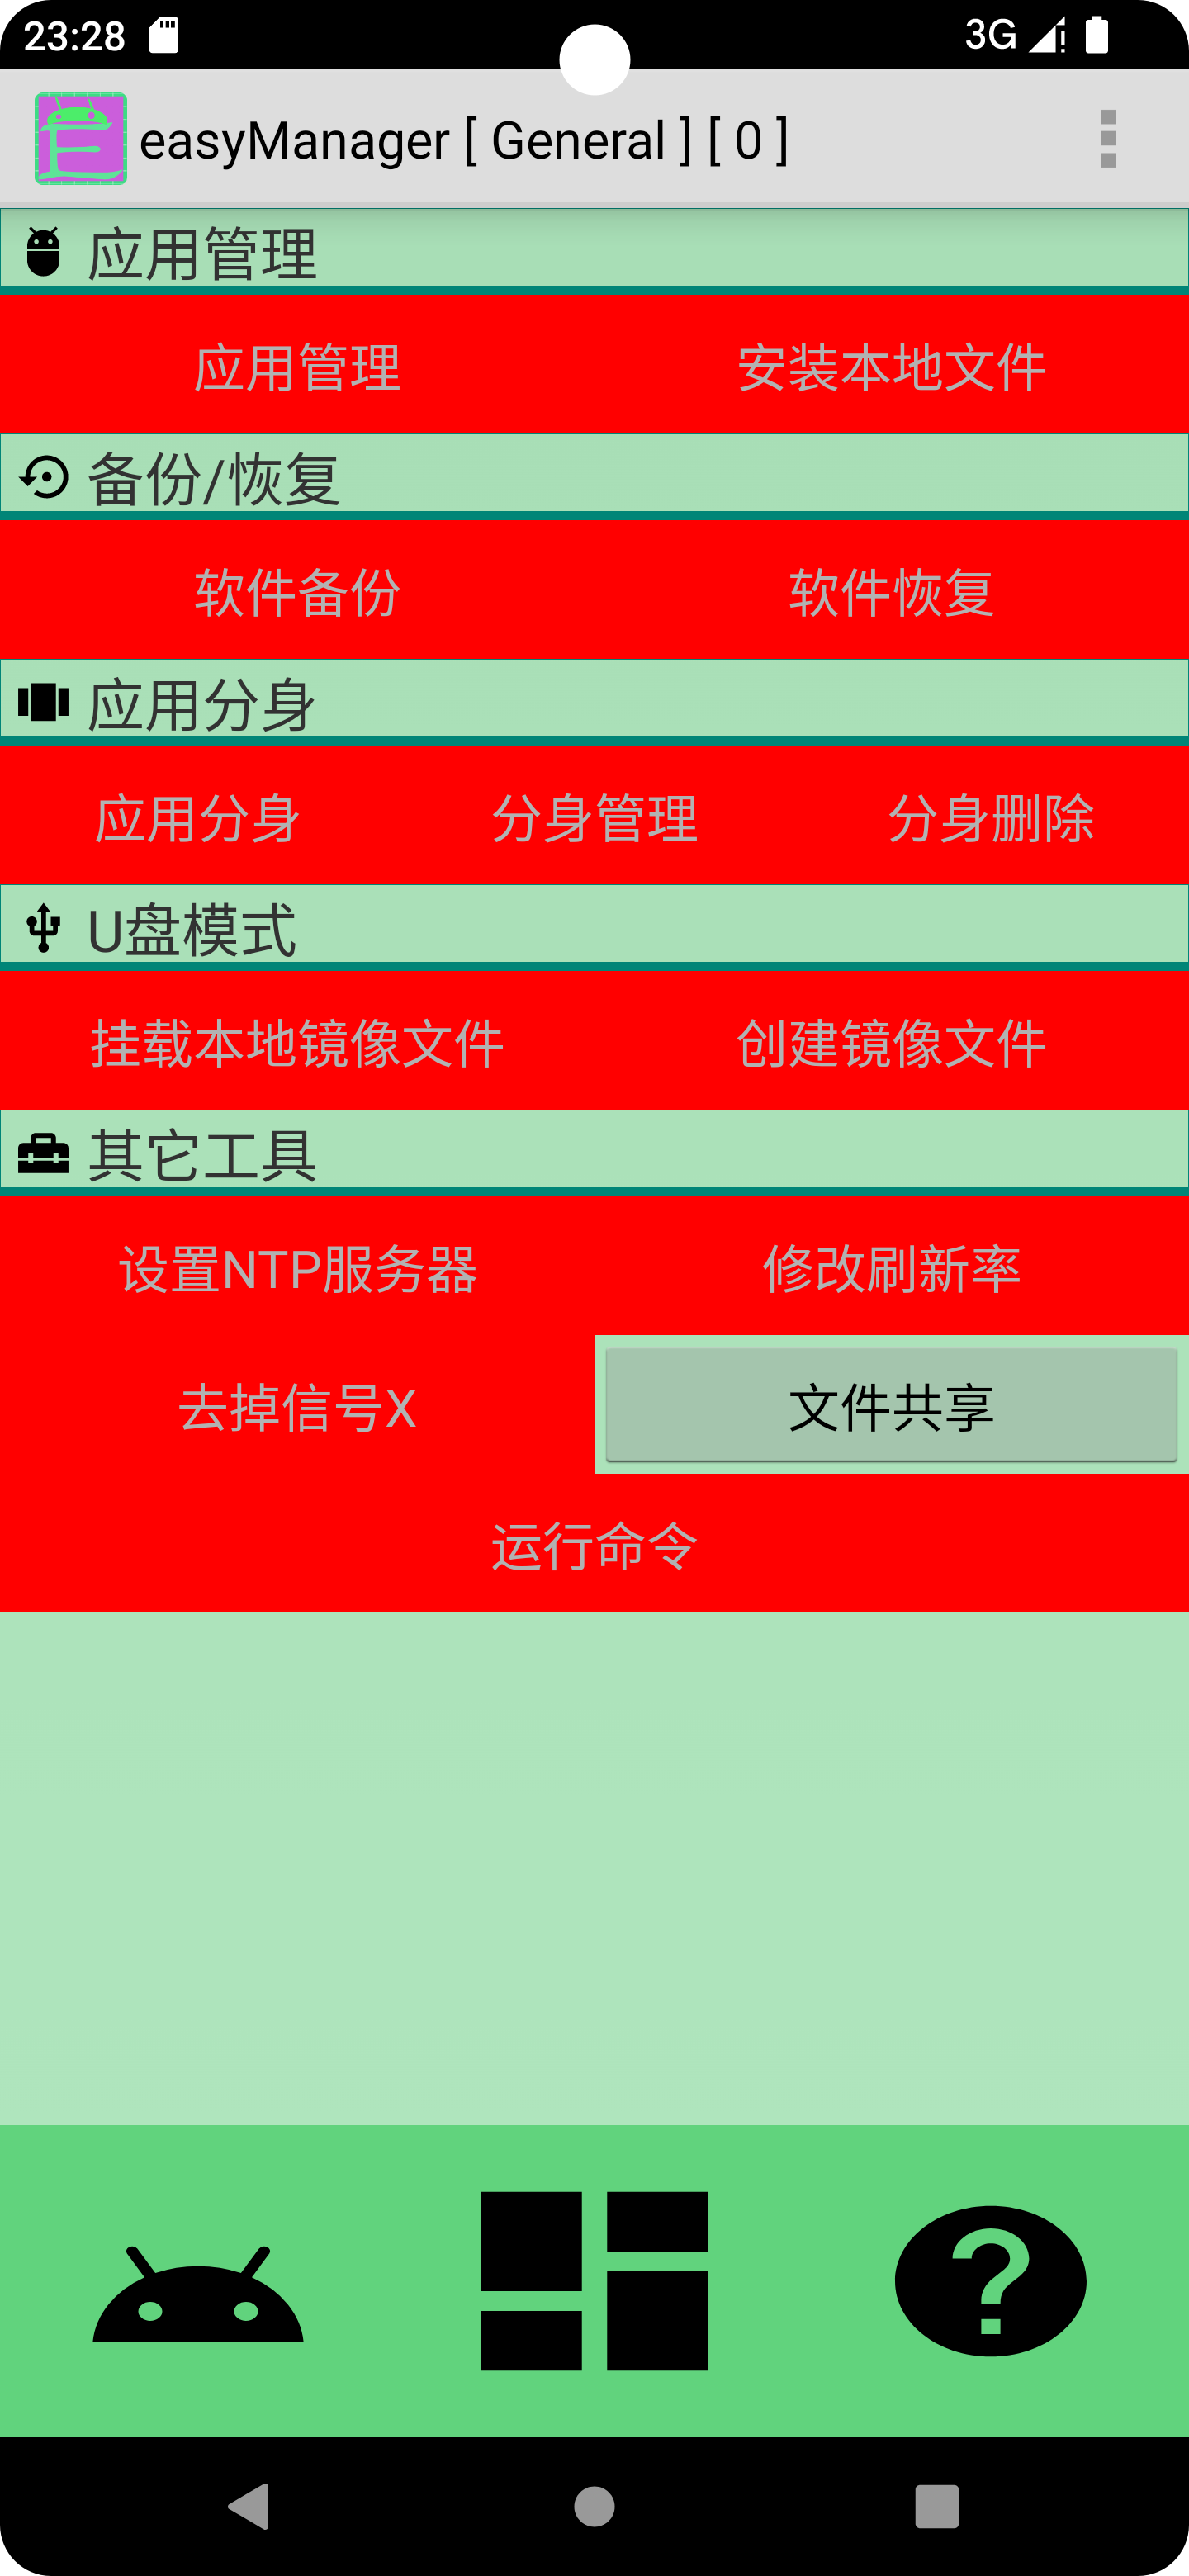 23:28 3G
easyManager [ General ] [ 0 ]
应用管理
应用管理 安装本地文件
备份/恢复
软件备份 软件恢复
应用分身
应用分身 分身管理 分身删除
U盘模式
挂载本地镜像文件 创建镜像文件
其它工具
设置NTP服务器 修改刷新率
去掉信号X 文件共享
运行命令